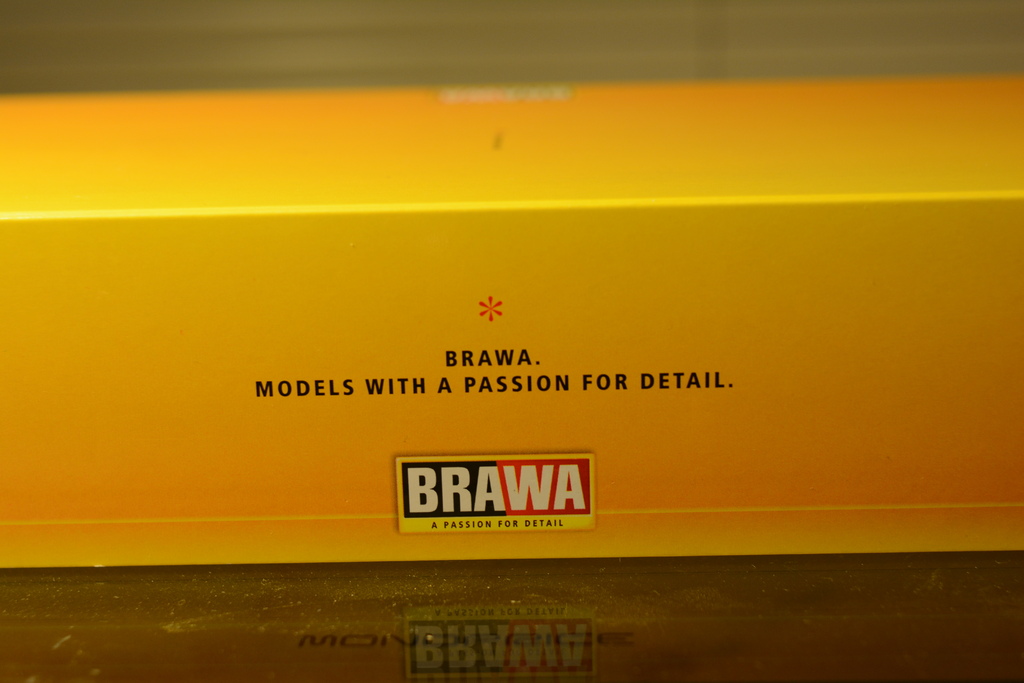 *
BRAWA.
MODELS WITH A PASSION FOR DETAIL.
BRAWA
A PASSION FOR DETAIL